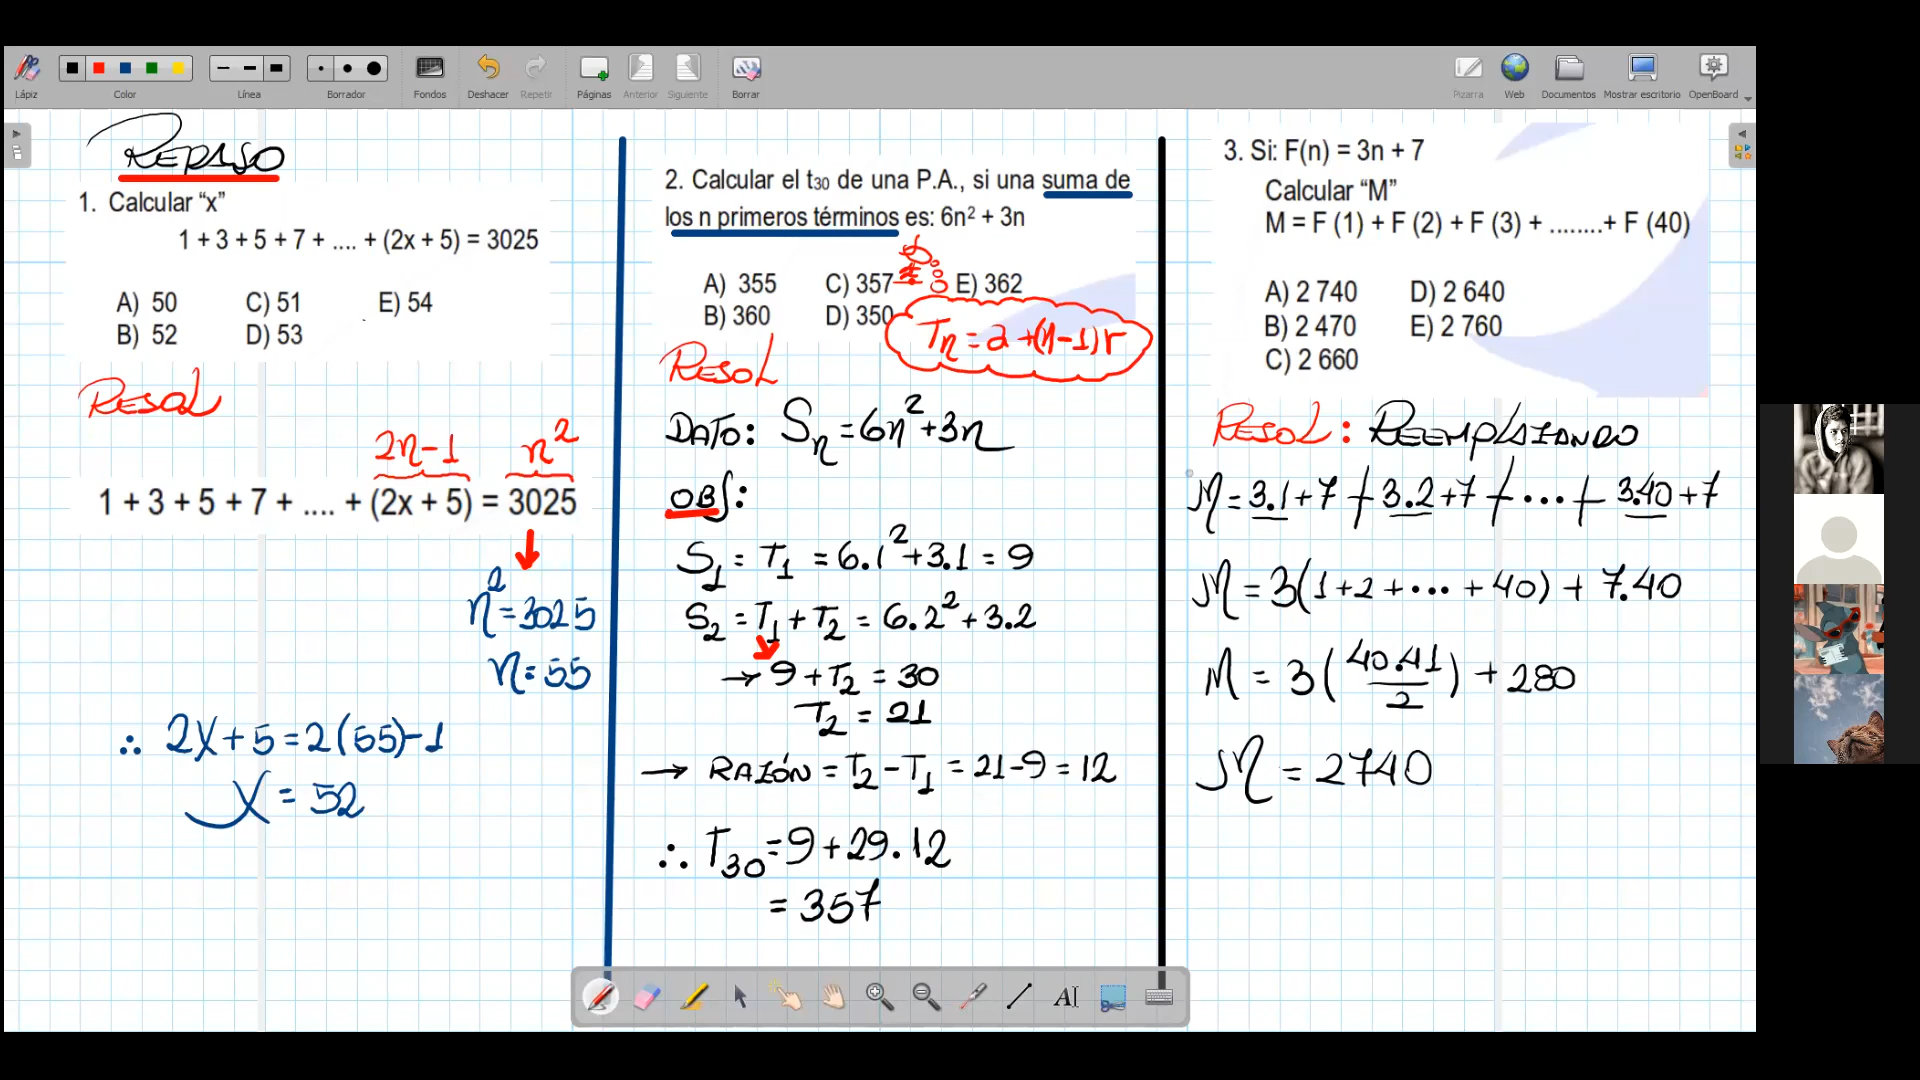 Lápiz Color Línea Borrador Fondos Deshacer Repetir Páginas Anterior Siguiente Borrar Pizarra Web Documentos Mostrar escritorio OpenBoard
REPASO
1. Calcular “x”
1 + 3 + 5 + 7 + .... + (2x + 5) = 3025
A) 50 C) 51 E) 54
B) 52 D) 53
RESOL
2n-1 n²
1 + 3 + 5 + 7 + .... + (2x + 5) = 3025
n² = 3025
n = 55
∴ 2x+5 = 2(55)-1
x = 52
2. Calcular el t₃₀ de una P.A., si una suma de
los n primeros términos es: 6n² + 3n
A) 355 C) 357 E) 362
B) 360 D) 350
Tn = a + (n-1)r
RESOL
DATO: Sn = 6n² + 3n
OBS:
S₁ = T₁ = 6.1² + 3.1 = 9
S₂ = T₁ + T₂ = 6.2² + 3.2
→ 9 + T₂ = 30
T₂ = 21
→ RAZÓN = T₂ - T₁ = 21 - 9 = 12
∴ T₃₀ = 9 + 29.12
= 357
3. Si: F(n) = 3n + 7
Calcular “M”
M = F (1) + F (2) + F (3) + ........+ F (40)
A) 2 740 D) 2 640
B) 2 470 E) 2 760
C) 2 660
RESOL: REEMPLAZANDO
M = 3.1+7 + 3.2+7 + ... + 3.40+7
M = 3(1+2+...+40) + 7.40
M = 3(40.41/2) + 280
M = 2740